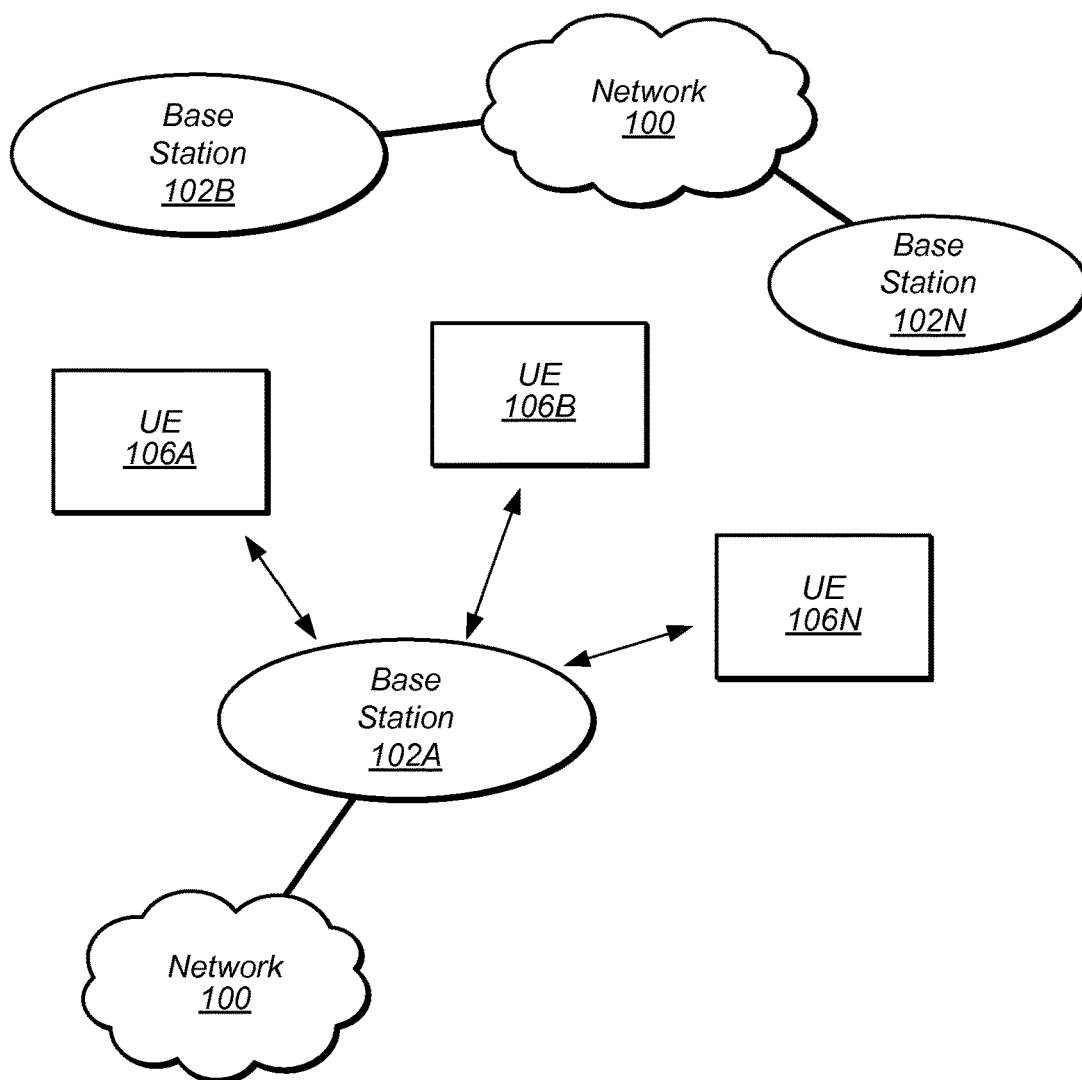 Network
100
Base
Station
102B
Base
Station
102N
UE
106B
UE
106A
UE
106N
Base
Station
102A
Network
100